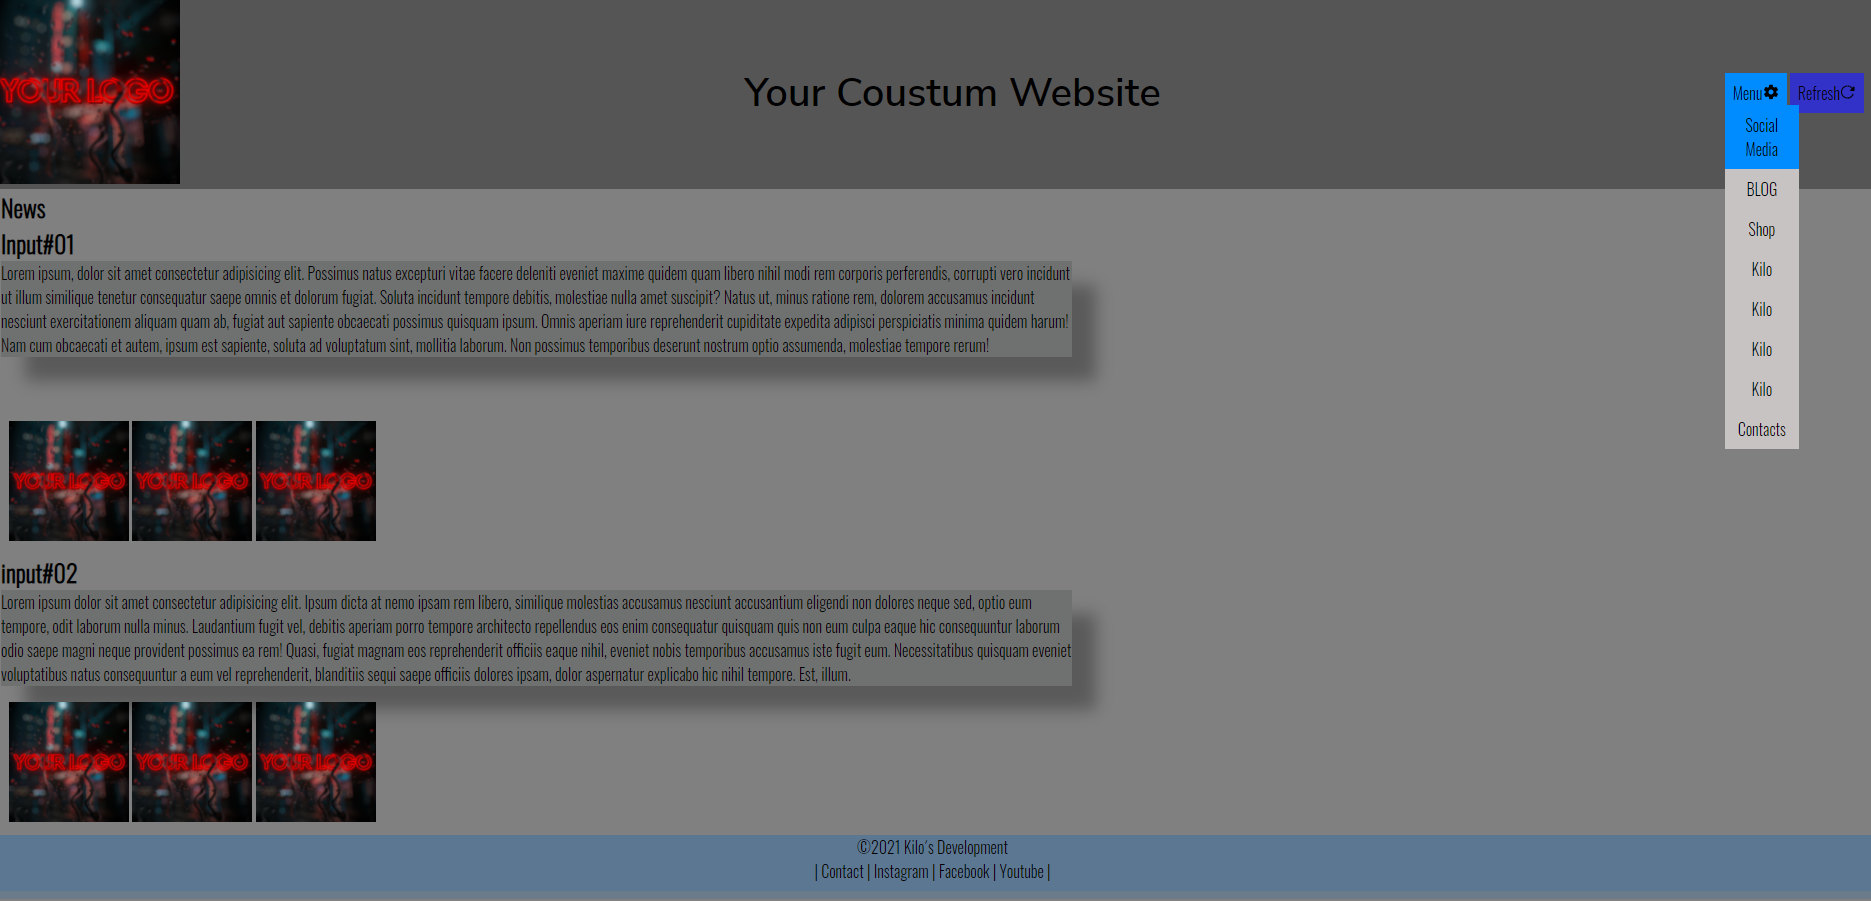 YOUR LOGO
Your Coustum Website
Menu
Refresh
Social
Media
BLOG
Shop
Kilo
Kilo
Kilo
Kilo
Contacts
News
Input#01
Lorem ipsum, dolor sit amet consectetur adipisicing elit. Possimus natus excepturi vitae facere deleniti eveniet maxime quidem quam libero nihil modi rem corporis perferendis, corrupti vero incidunt
ut illum similique tenetur consequatur saepe omnis et dolorum fugiat. Soluta incidunt tempore debitis, molestiae nulla amet suscipit? Natus ut, minus ratione rem, dolorem accusamus incidunt
nesciunt exercitationem aliquam quam ab, fugiat aut sapiente obcaecati possimus quisquam ipsum. Omnis aperiam iure reprehenderit cupiditate expedita adipisci perspiciatis minima quidem harum!
Nam cum obcaecati et autem, ipsum est sapiente, soluta ad voluptatum sint, mollitia laborum. Non possimus temporibus deserunt nostrum optio assumenda, molestiae tempore rerum!
YOUR LOGO YOUR LOGO YOUR LOGO
input#02
Lorem ipsum dolor sit amet consectetur adipisicing elit. Ipsum dicta at nemo ipsam rem libero, similique molestias accusamus nesciunt accusantium eligendi non dolores neque sed, optio eum
tempore, odit laborum nulla minus. Laudantium fugit vel, debitis aperiam porro tempore architecto repellendus eos enim consequatur quisquam quis non eum culpa eaque hic consequuntur laborum
odio saepe magni neque provident possimus ea rem! Quasi, fugiat magnam eos reprehenderit officiis eaque nihil, eveniet nobis temporibus accusamus iste fugit eum. Necessitatibus quisquam eveniet
voluptatibus natus consequuntur a eum vel reprehenderit, blanditiis sequi saepe officiis dolores ipsam, dolor aspernatur explicabo hic nihil tempore. Est, illum.
YOUR LOGO YOUR LOGO YOUR LOGO
©2021 Kilo´s Development
| Contact | Instagram | Facebook | Youtube |